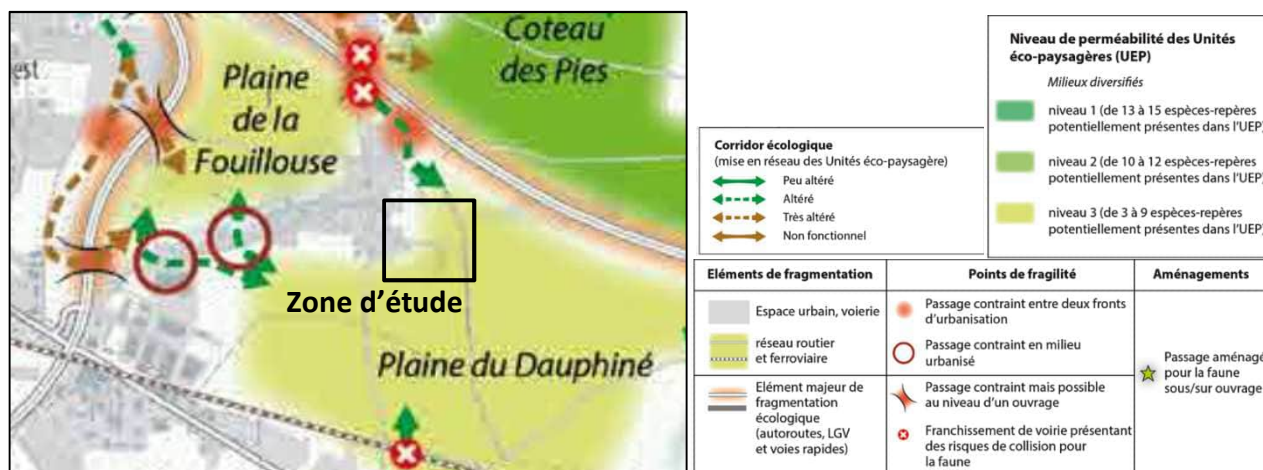 est
Coteau
des Pies
Plaine
de la
Fouillouse
Zone d’étude
Plaine du Dauphiné
Corridor écologique
(mise en réseau des Unités éco-paysagère)
Peu altéré
Altéré
Très altéré
Non fonctionnel
Niveau de perméabilité des Unités
éco-paysagères (UEP)
Milieux diversifiés
niveau 1 (de 13 à 15 espèces-repères
potentiellement présentes dans l’UEP)
niveau 2 (de 10 à 12 espèces-repères
potentiellement présentes dans l’UEP)
niveau 3 (de 3 à 9 espèces-repères
potentiellement présentes dans l’UEP)
Eléments de fragmentation
Espace urbain, voierie
réseau routier
et ferroviaire
Elément majeur de
fragmentation
écologique
(autoroutes, LGV
et voies rapides)
Points de fragilité
Passage contraint entre deux fronts
d’urbanisation
Passage contraint en milieu
urbanisé
Passage contraint mais possible
au niveau d’un ouvrage
Franchissement de voirie présentant
des risques de collision pour
la faune
Aménagements
Passage aménagé
pour la faune
sous/sur ouvrage